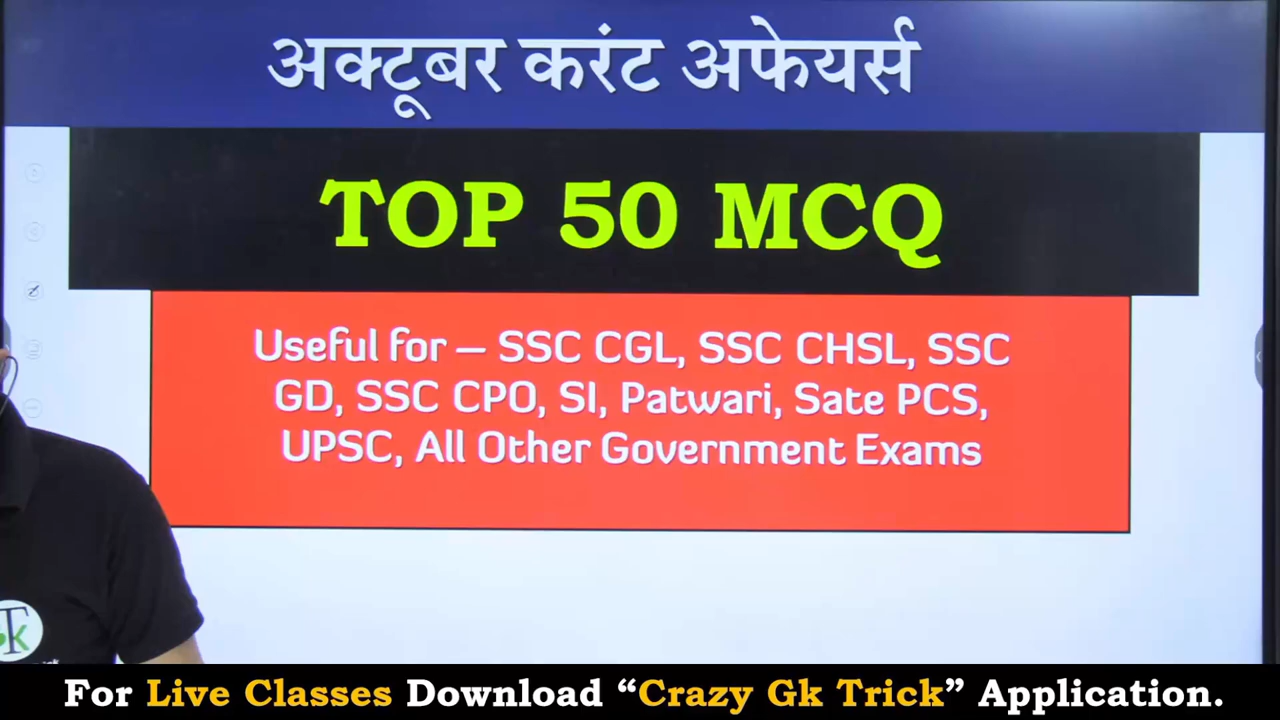 अक्टूबर करंट अफेयर्स
TOP 50 MCQ
Useful for – SSC CGL, SSC CHSL, SSC
GD, SSC CPO, SI, Patwari, Sate PCS,
UPSC, All Other Government Exams
For Live Classes Download “Crazy Gk Trick” Application.